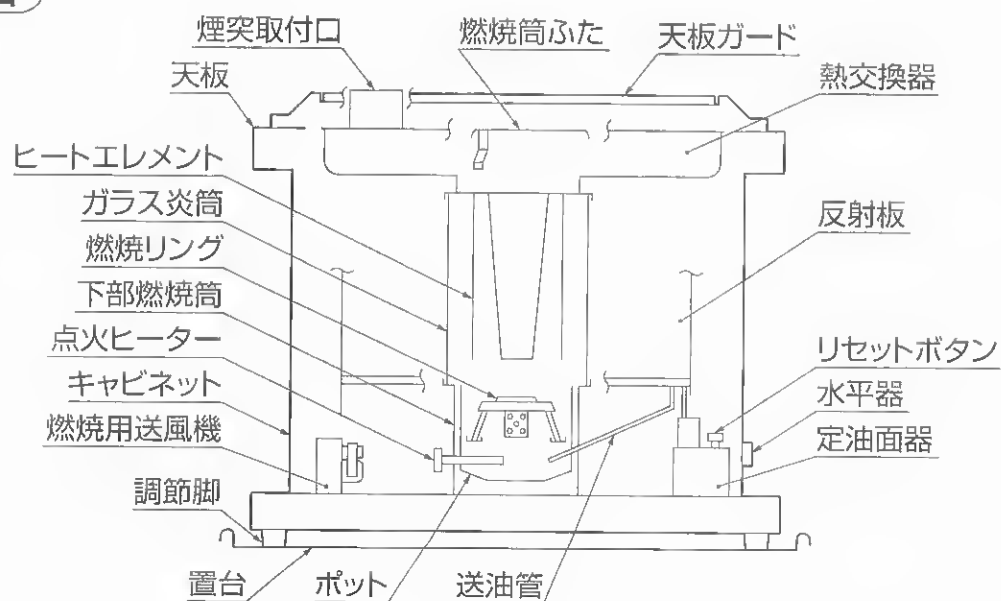 煙突取付口
燃焼筒ふた
天板ガード
天板
熱交換器
ヒートエレメント
ガラス炎筒
反射板
燃焼リング
下部燃焼筒
点火ヒーター
リセットボタン
キャビネット
水平器
燃焼用送風機
定油面器
調節脚
置台
ポット
送油管